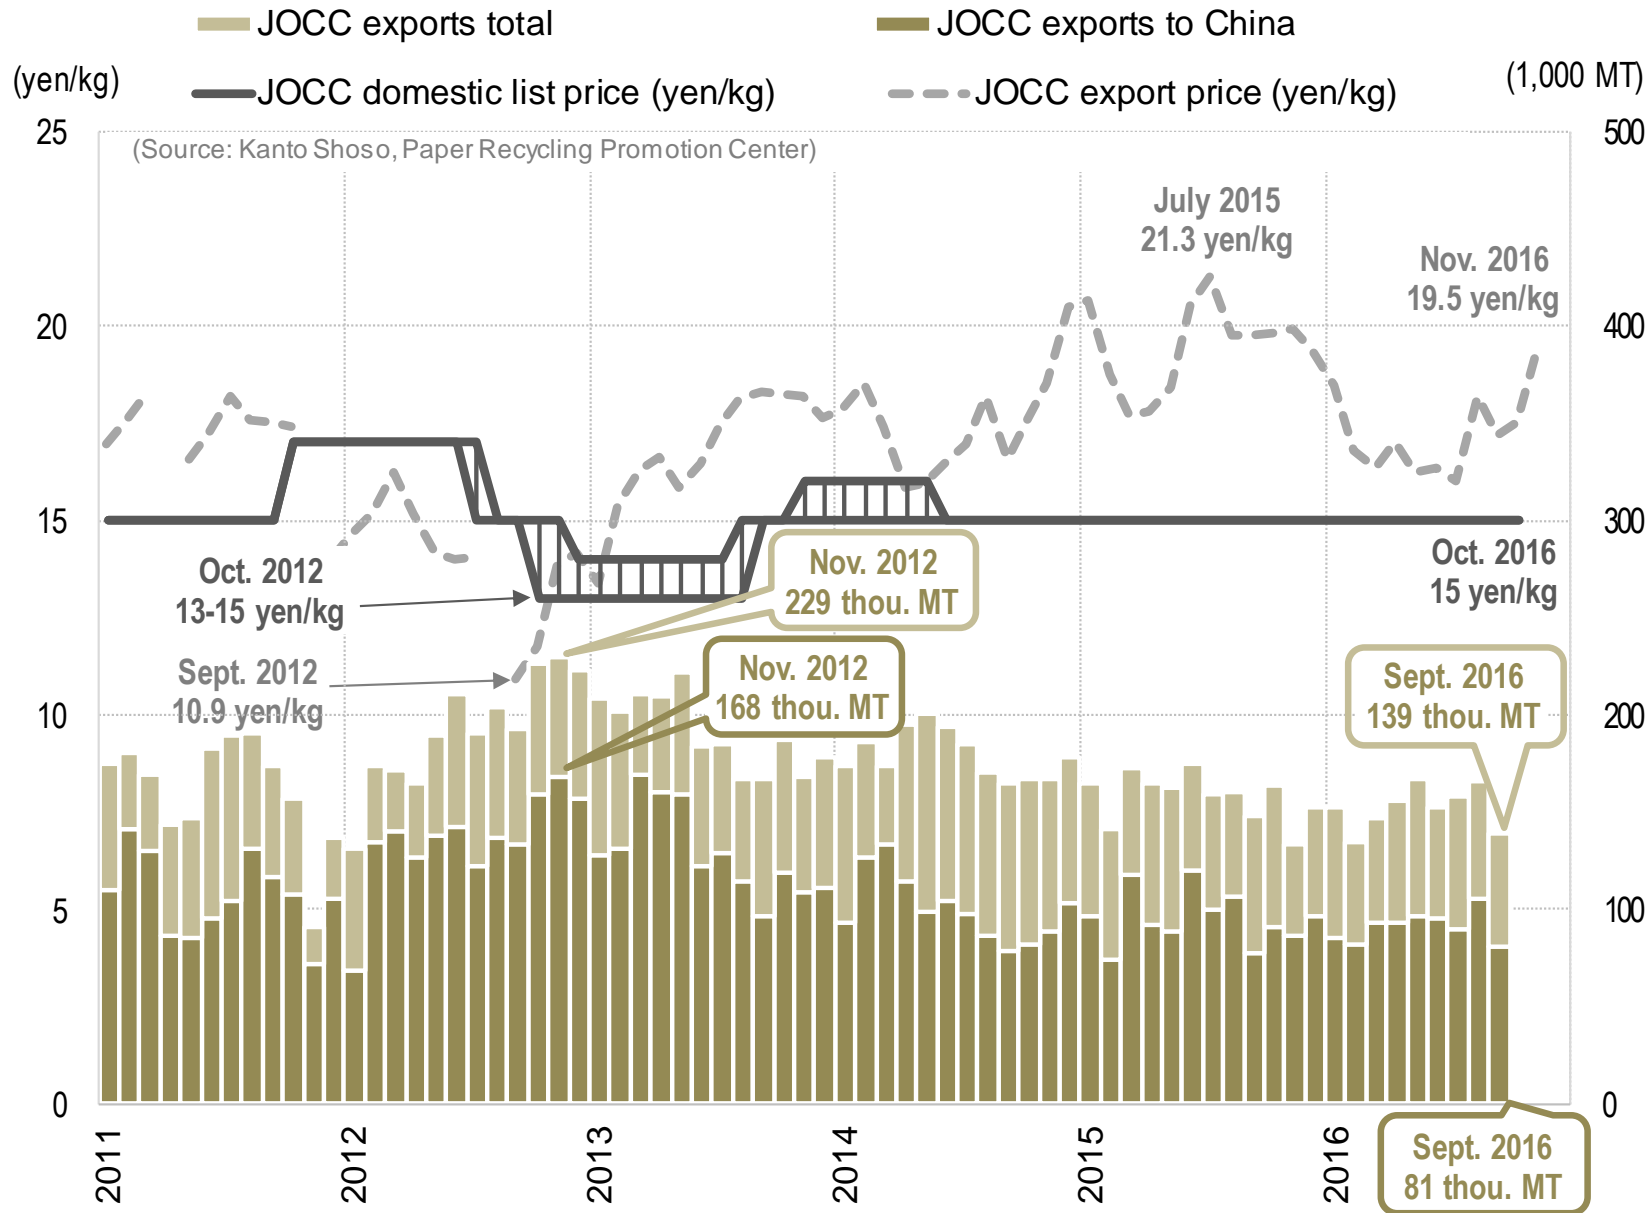 JOCC exports total
JOCC exports to China
(yen/kg)
JOCC domestic list price (yen/kg)
JOCC export price (yen/kg)
(1,000 MT)
25
500
(Source: Kanto Shoso, Paper Recycling Promotion Center)
July 2015
21.3 yen/kg
Nov. 2016
19.5 yen/kg
20
400
15
300
Oct. 2012
13-15 yen/kg
Nov. 2012
229 thou. MT
Oct. 2016
15 yen/kg
Sept. 2012
10.9 yen/kg
Nov. 2012
168 thou. MT
Sept. 2016
139 thou. MT
10
200
5
100
0
0
2011
2012
2013
2014
2015
2016
Sept. 2016
81 thou. MT